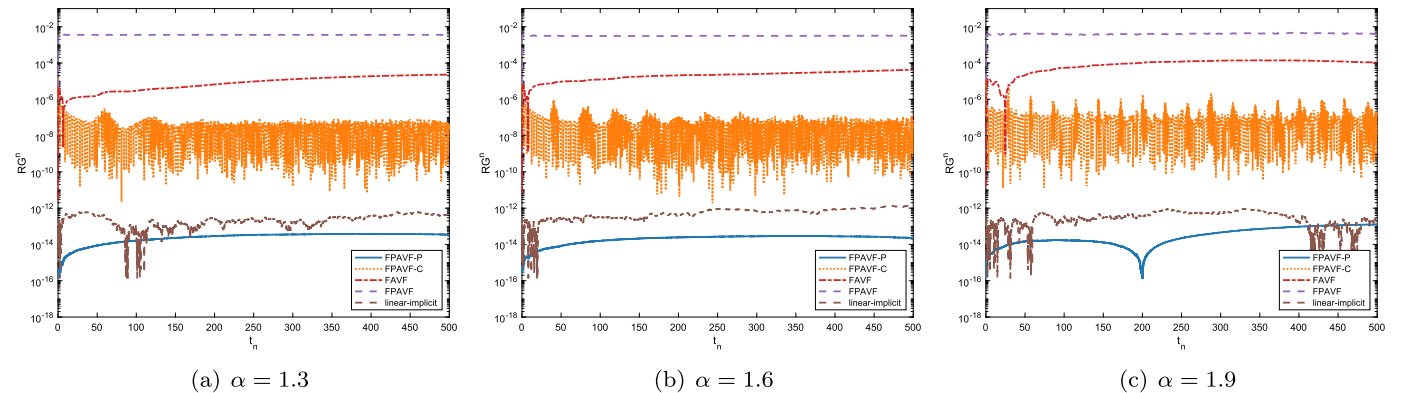 10^-2
10^-4
10^-6
10^-8
10^-10
10^-12
10^-14
10^-16
10^-18
RG^n
0 50 100 150 200 250 300 350 400 450 500
t_n
FPAVF-P
FPAVF-C
FAVF
FPAVF
linear-implicit
(a) α = 1.3
10^-2
10^-4
10^-6
10^-8
10^-10
10^-12
10^-14
10^-16
10^-18
RG^n
0 50 100 150 200 250 300 350 400 450 500
t_n
FPAVF-P
FPAVF-C
FAVF
FPAVF
linear-implicit
(b) α = 1.6
10^-2
10^-4
10^-6
10^-8
10^-10
10^-12
10^-14
10^-16
10^-18
RG^n
0 50 100 150 200 250 300 350 400 450 500
t_n
FPAVF-P
FPAVF-C
FAVF
FPAVF
linear-implicit
(c) α = 1.9